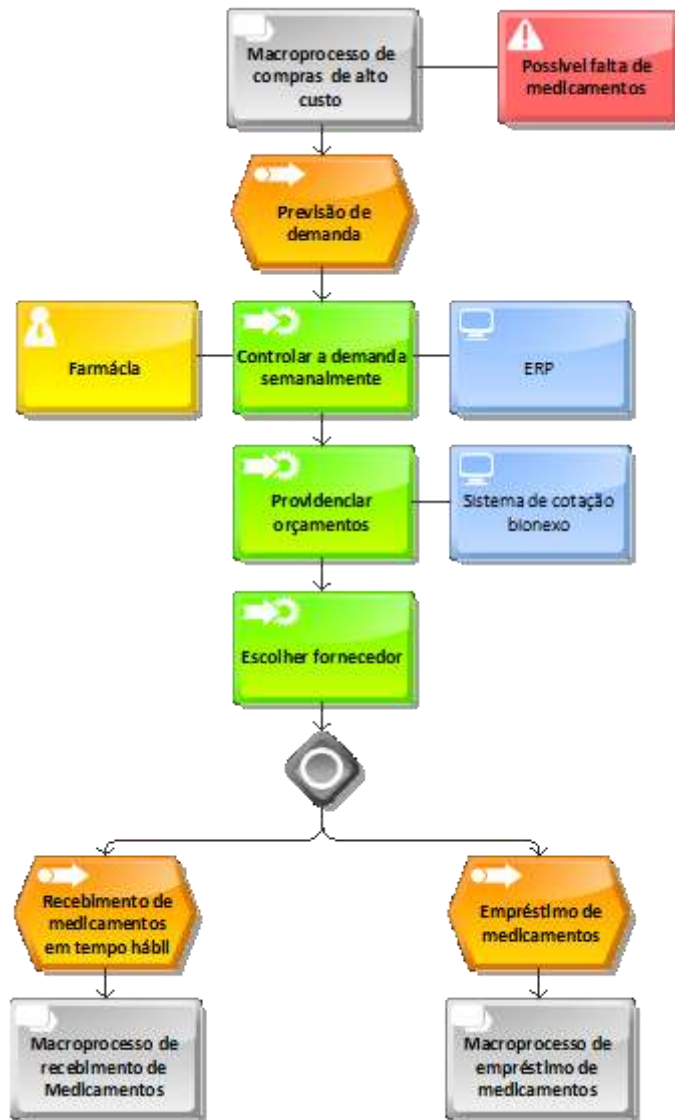 Macroprocesso de
compras de alto
custo
Possível falta de
medicamentos
Previsão de
demanda
Farmácia
Controlar a demanda
semanalmente
ERP
Providenciar
orçamentos
Sistema de cotação
bionexo
Escolher fornecedor
Recebimento de
medicamentos
em tempo hábil
Empréstimo de
medicamentos
Macroprocesso de
recebimento de
Medicamentos
Macroprocesso de
empréstimo de
medicamentos